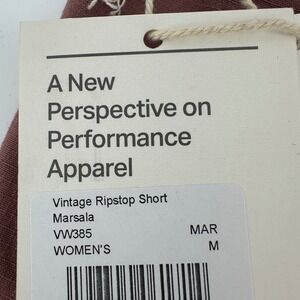 A New
Perspective on
Performance
Apparel
Vintage Ripstop Short
Marsala
VW385 MAR
WOMEN'S M